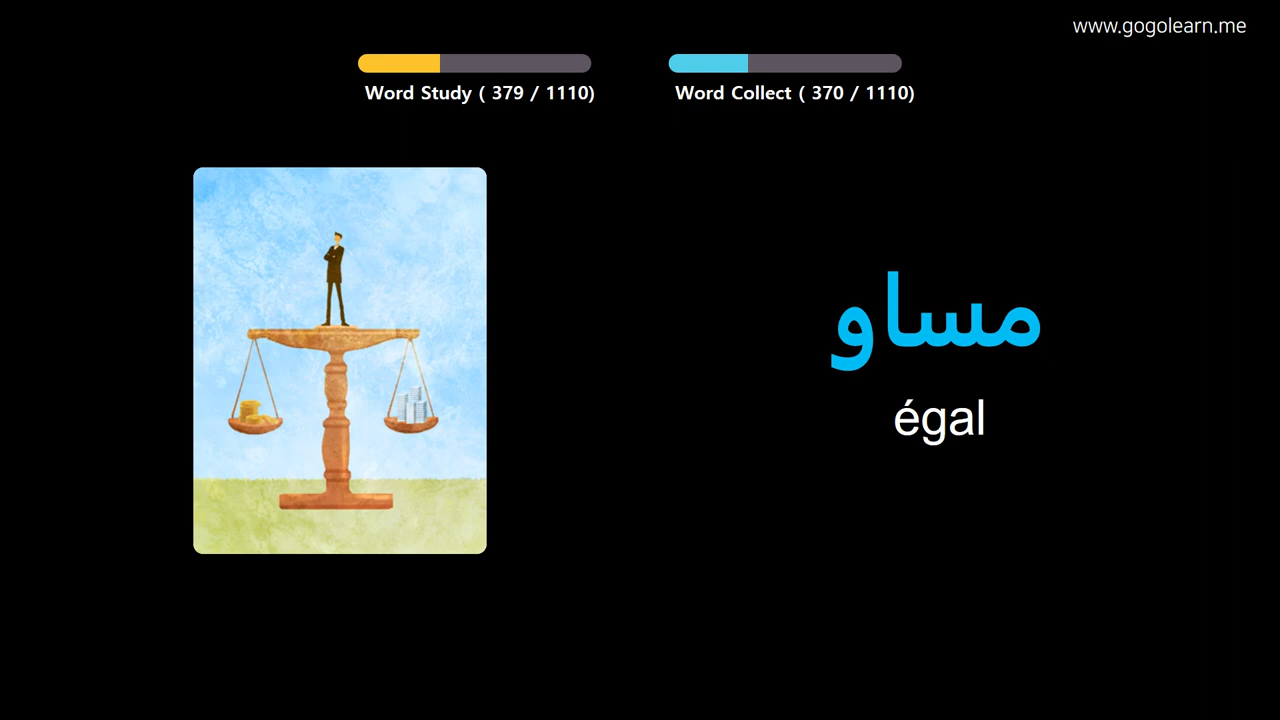 www.gogolearn.me
Word Study ( 379 / 1110)
Word Collect ( 370 / 1110)
مساو
égal